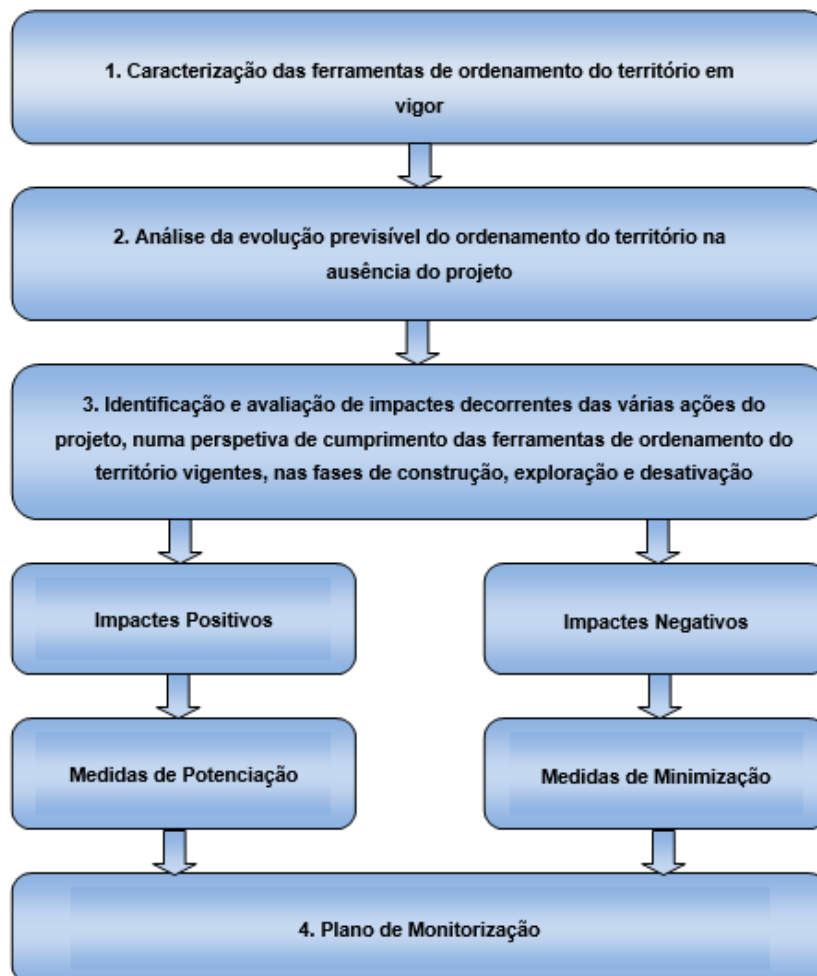 1. Caracterização das ferramentas de ordenamento do território em
vigor
2. Análise da evolução previsível do ordenamento do território na
ausência do projeto
3. Identificação e avaliação de impactes decorrentes das várias ações do
projeto, numa perspetiva de cumprimento das ferramentas de ordenamento do
território vigentes, nas fases de construção, exploração e desativação
Impactes Positivos
Impactes Negativos
Medidas de Potenciação
Medidas de Minimização
4. Plano de Monitorização